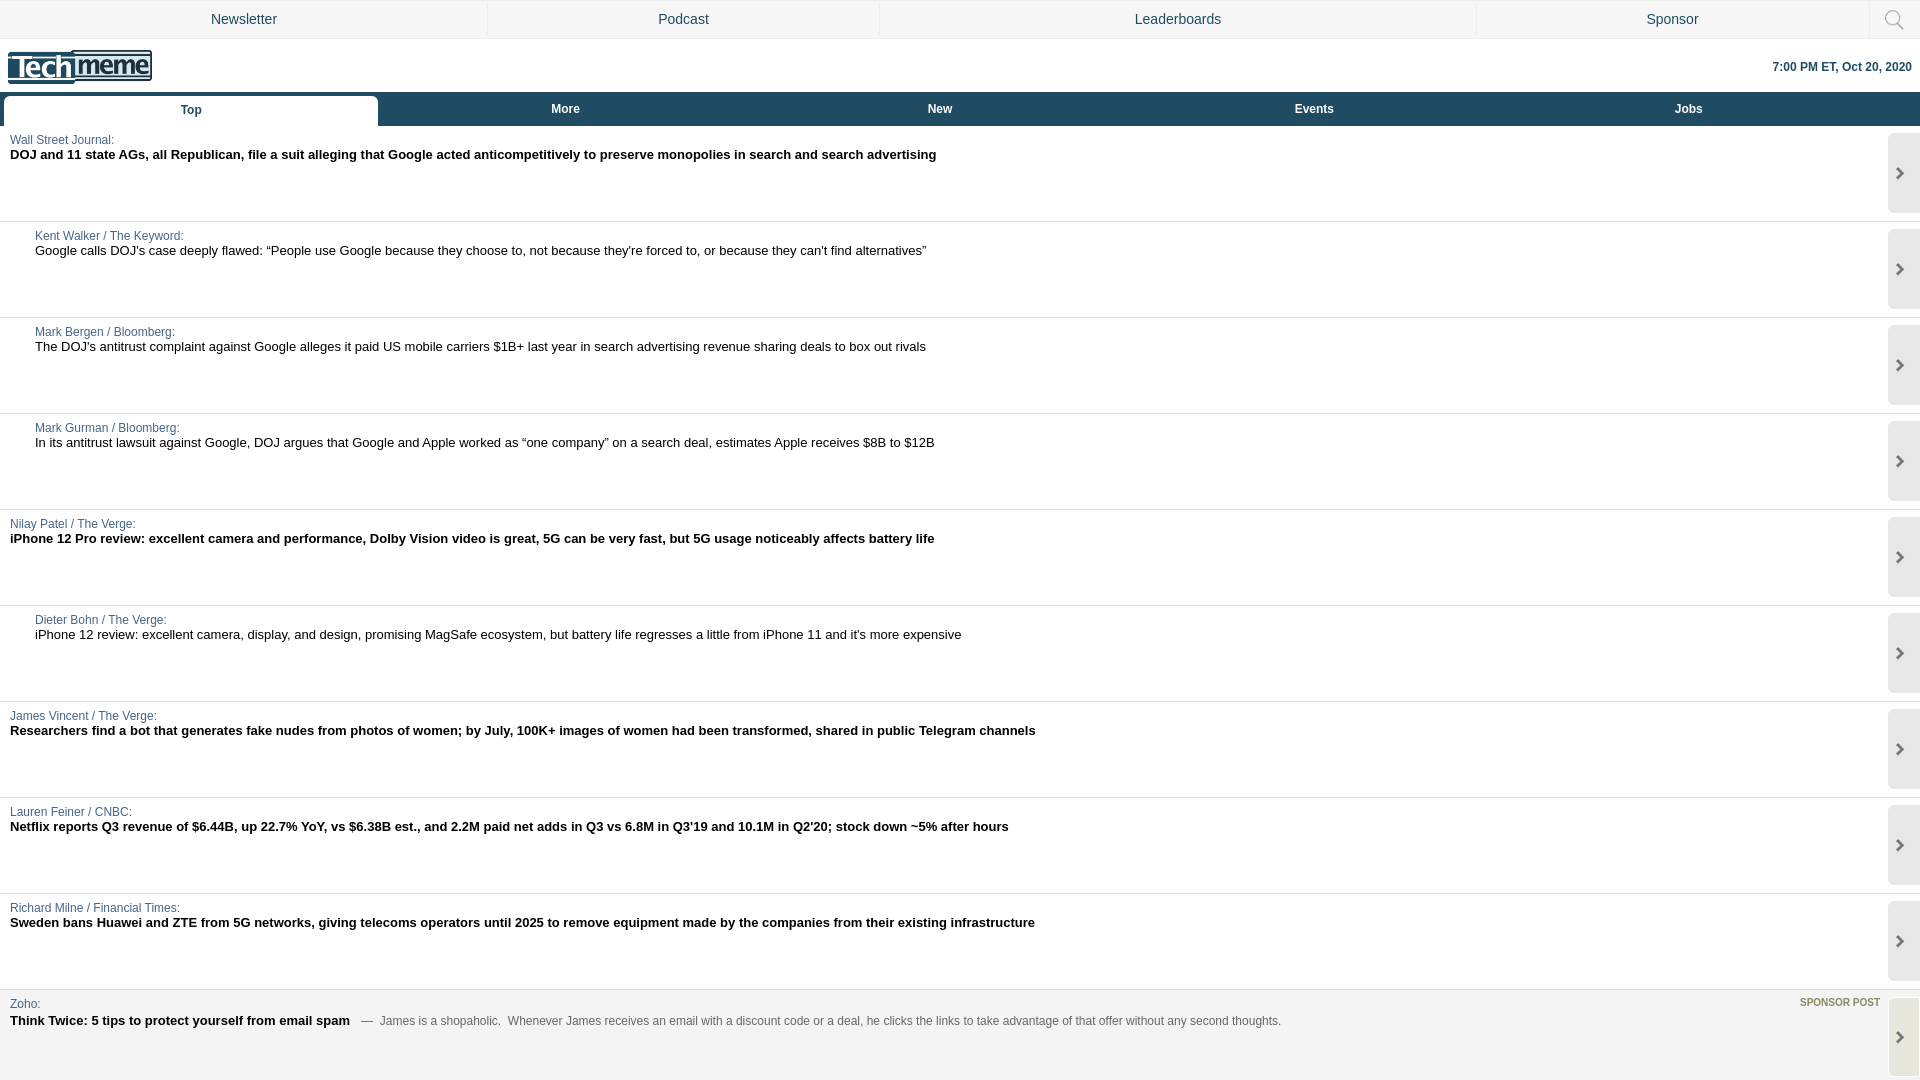 Newsletter
Podcast
Leaderboards
Sponsor
Techmeme
7:00 PM ET, Oct 20, 2020
Top
More
New
Events
Jobs
Wall Street Journal:
DOJ and 11 state AGs, all Republican, file a suit alleging that Google acted anticompetitively to preserve monopolies in search and search advertising
Kent Walker / The Keyword:
Google calls DOJ's case deeply flawed: “People use Google because they choose to, not because they're forced to, or because they can't find alternatives”
Mark Bergen / Bloomberg:
The DOJ's antitrust complaint against Google alleges it paid US mobile carriers $1B+ last year in search advertising revenue sharing deals to box out rivals
Mark Gurman / Bloomberg:
In its antitrust lawsuit against Google, DOJ argues that Google and Apple worked as “one company” on a search deal, estimates Apple receives $8B to $12B
Nilay Patel / The Verge:
iPhone 12 Pro review: excellent camera and performance, Dolby Vision video is great, 5G can be very fast, but 5G usage noticeably affects battery life
Dieter Bohn / The Verge:
iPhone 12 review: excellent camera, display, and design, promising MagSafe ecosystem, but battery life regresses a little from iPhone 11 and it's more expensive
James Vincent / The Verge:
Researchers find a bot that generates fake nudes from photos of women; by July, 100K+ images of women had been transformed, shared in public Telegram channels
Lauren Feiner / CNBC:
Netflix reports Q3 revenue of $6.44B, up 22.7% YoY, vs $6.38B est., and 2.2M paid net adds in Q3 vs 6.8M in Q3'19 and 10.1M in Q2'20; stock down ~5% after hours
Richard Milne / Financial Times:
Sweden bans Huawei and ZTE from 5G networks, giving telecoms operators until 2025 to remove equipment made by the companies from their existing infrastructure
Zoho:
SPONSOR POST
Think Twice: 5 tips to protect yourself from email spam — James is a shopaholic. Whenever James receives an email with a discount code or a deal, he clicks the links to take advantage of that offer without any second thoughts.